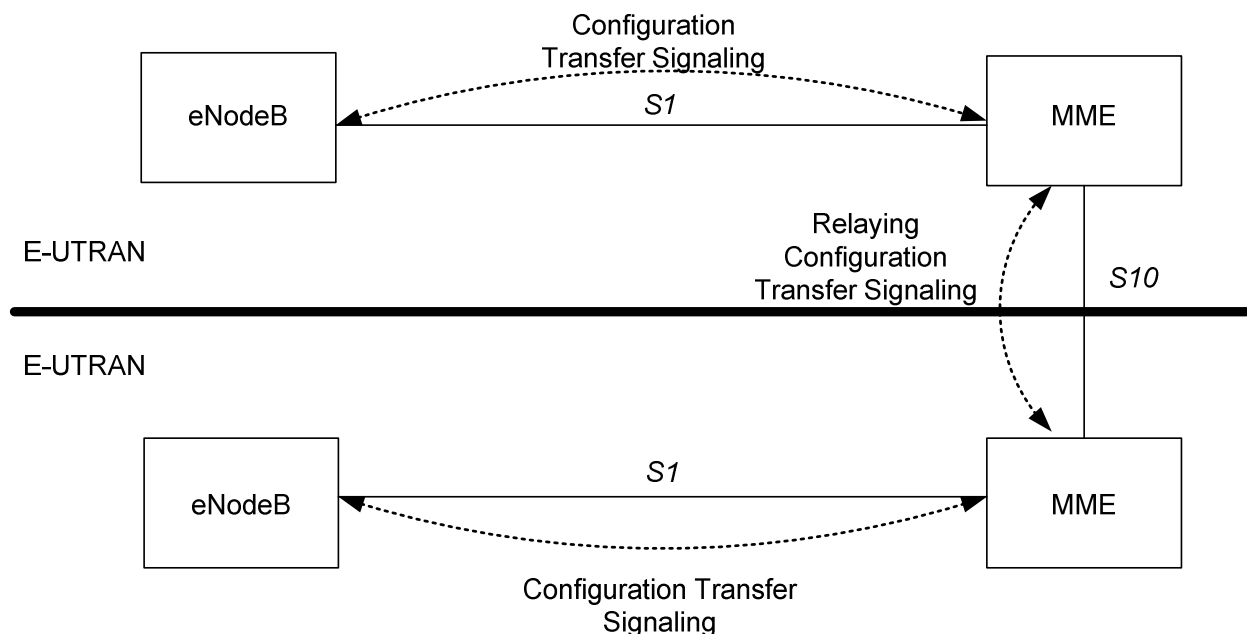 Configuration
Transfer Signaling
eNodeB
S1
MME
Relaying
Configuration
Transfer Signaling
E-UTRAN
S10
E-UTRAN
eNodeB
S1
MME
Configuration Transfer
Signaling